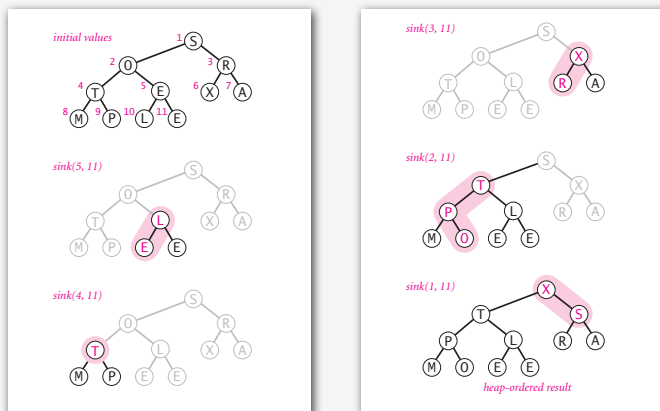 initial values
1 S
2 O 3 R
4 T 5 E 6 X 7 A
8 M 9 P 10 L 11 E
sink(5, 11)
S
O R
T L X A
M P E E
sink(4, 11)
S
O R
T L X A
M P E E
sink(3, 11)
S
O X
T L R A
M P E E
sink(2, 11)
S
T X
P L R A
M O E E
sink(1, 11)
X
T S
P L R A
M O E E
heap-ordered result